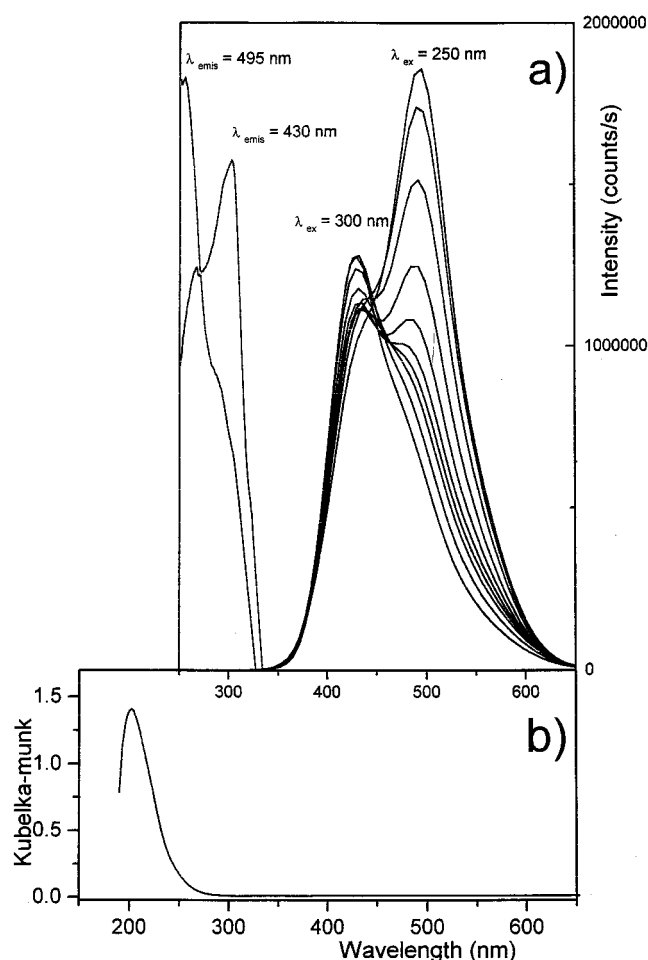 2000000
λ emis = 495 nm
λ ex = 250 nm
a)
λ emis = 430 nm
λ ex = 300 nm
Intensity (counts/s)
1000000
0
300
400
500
600
1.5
1.0
0.5
0.0
Kubelka-munk
b)
200
300
400
500
600
Wavelength (nm)